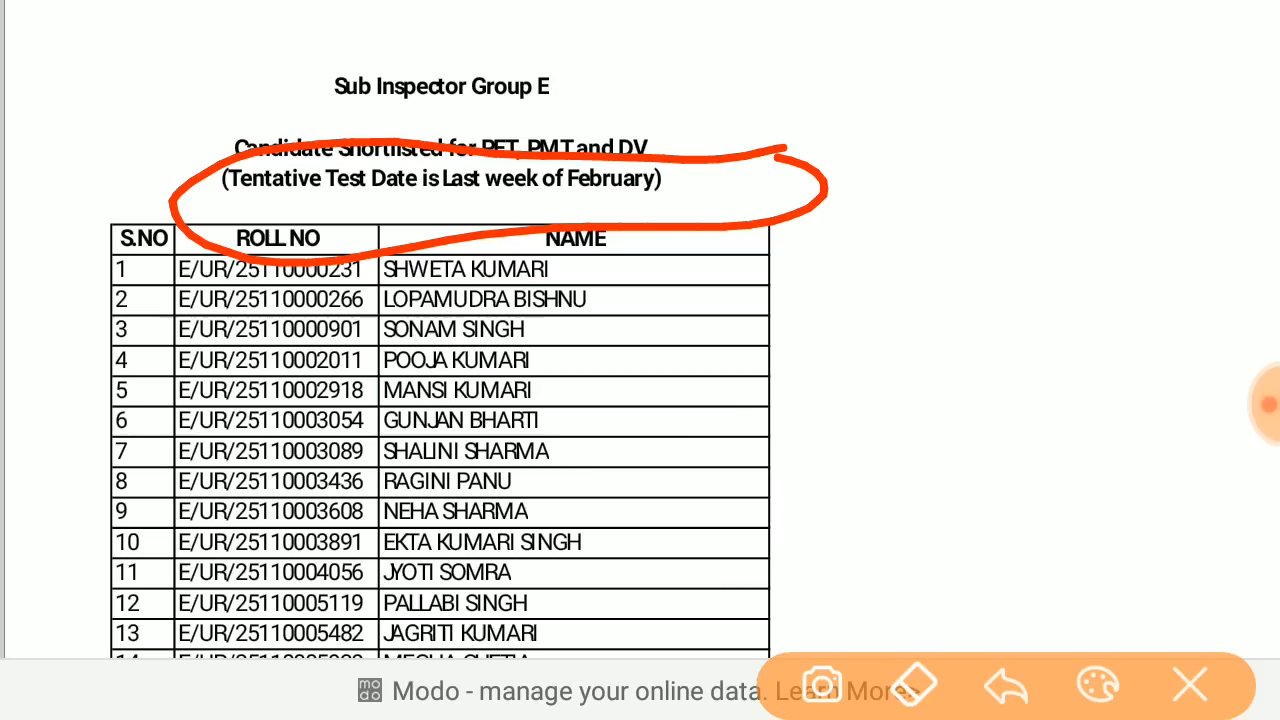 Sub Inspector Group E
Candidate Shortlisted for PET, PMT and DV
(Tentative Test Date is Last week of February)
S.NO ROLL NO NAME
1 E/UR/25110000231 SHWETA KUMARI
2 E/UR/25110000266 LOPAMUDRA BISHNU
3 E/UR/25110000901 SONAM SINGH
4 E/UR/25110002011 POOJA KUMARI
5 E/UR/25110002918 MANSI KUMARI
6 E/UR/25110003054 GUNJAN BHARTI
7 E/UR/25110003089 SHALINI SHARMA
8 E/UR/25110003436 RAGINI PANU
9 E/UR/25110003608 NEHA SHARMA
10 E/UR/25110003891 EKTA KUMARI SINGH
11 E/UR/25110004056 JYOTI SOMRA
12 E/UR/25110005119 PALLABI SINGH
13 E/UR/25110005482 JAGRITI KUMARI
14
modo Modo - manage your online data. Learn More>